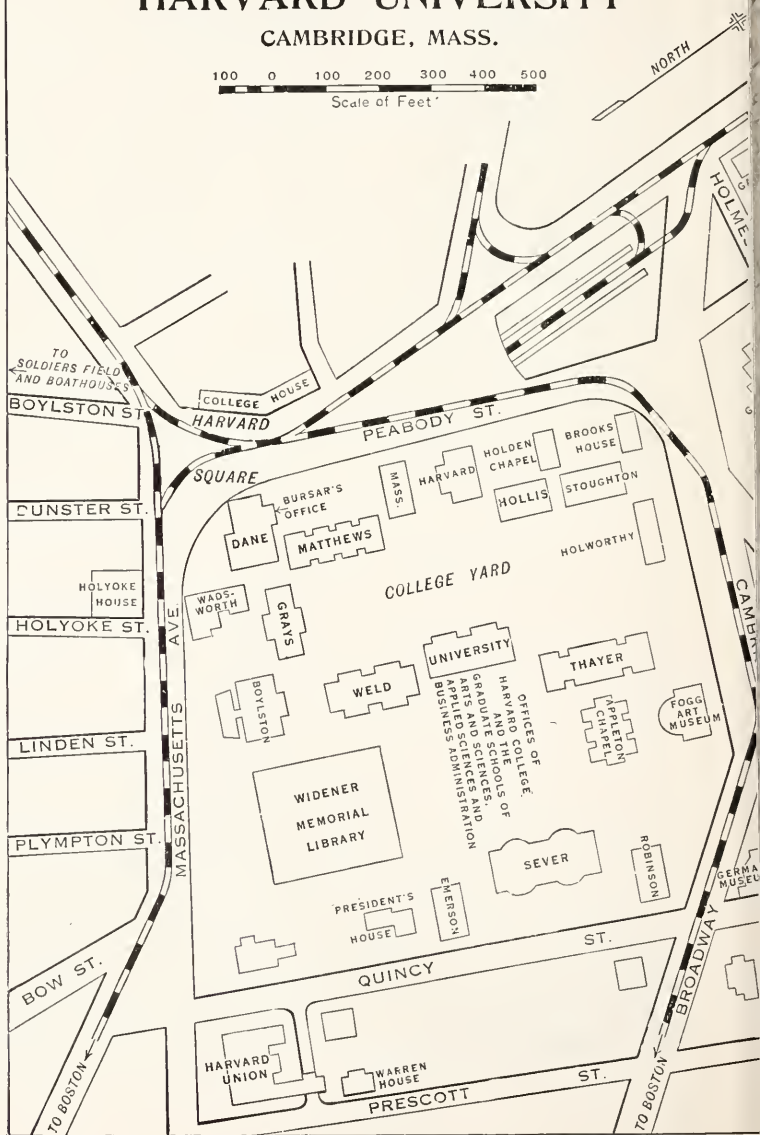 HARVARD UNIVERSITY
CAMBRIDGE, MASS.
100 0 100 200 300 400 500
Scale of Feet
NORTH
TO
SOLDIERS FIELD
AND BOATHOUSES
BOYLSTON ST.
COLLEGE HOUSE
HARVARD
SQUARE
PEABODY ST.
BURSAR'S
OFFICE
DANE
MATTHEWS
MASS.
HARVARD
HOLDEN
CHAPEL
HOLLIS
BROOKS
HOUSE
STOUGHTON
HOLWORTHY
DUNSTER ST.
HOLYOKE
HOUSE
HOLYOKE ST.
WADS-
WORTH
GRAYS
COLLEGE YARD
MASSACHUSETTS AVE
BOYLSTON
WELD
UNIVERSITY
OFFICES OF
HARVARD COLLEGE,
AND THE
GRADUATE SCHOOLS OF
ARTS AND SCIENCES,
APPLIED SCIENCES AND
BUSINESS ADMINISTRATION
THAYER
APPLETON
CHAPEL
FOGG
ART
MUSEUM
LINDEN ST.
WIDENER
MEMORIAL
LIBRARY
PLYMPTON ST.
SEVER
ROBINSON
PRESIDENT'S
HOUSE
EMERSON
QUINCY ST.
BROADWAY
BOW ST.
HARVARD
UNION
WARREN
HOUSE
PRESCOTT ST.
TO BOSTON
TO BOSTON